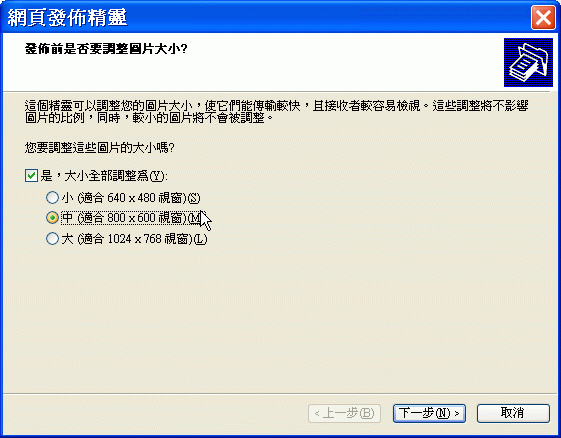 網頁發佈精靈
發佈前是否要調整圖片大小?
這個精靈可以調整您的圖片大小，使它們能傳輸較快，且接收者較容易檢視。這些調整將不影響
圖片的比例，同時，較小的圖片將不會被調整。
您要調整這些圖片的大小嗎?
是，大小全部調整為(Y):
小 (適合 640 x 480 視窗)(S)
中 (適合 800 x 600 視窗)(M)
大 (適合 1024 x 768 視窗)(L)
< 上一步(B) 下一步(N) > 取消